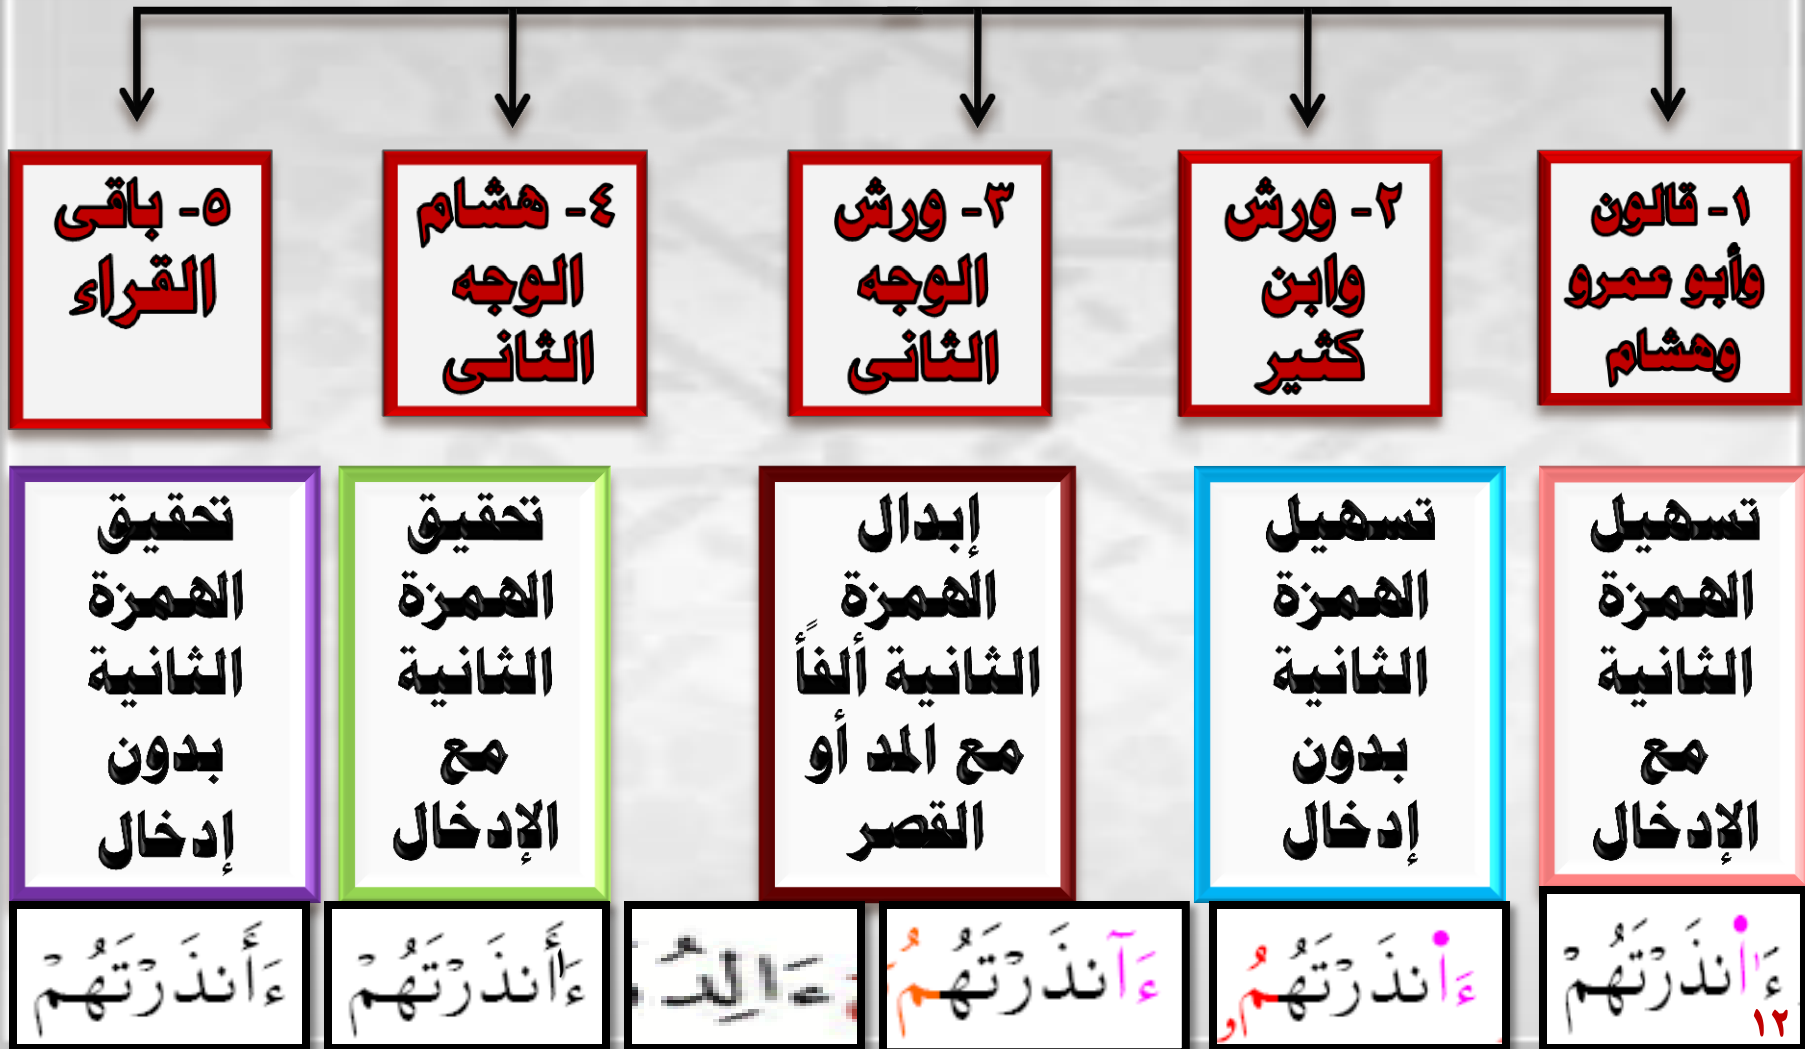 ١- قالون
وأبو عمرو
وهشام
٢- ورش
وابن
كثير
٣- ورش
الوجه
الثانى
٤- هشام
الوجه
الثانى
٥- باقى
القراء
تسهيل
الهمزة
الثانية
مع
الإدخال
تسهيل
الهمزة
الثانية
بدون
إدخال
إبدال
الهمزة
الثانية ألفاً
مع المد أو
القصر
تحقيق
الهمزة
الثانية
مع
الإدخال
تحقيق
الهمزة
الثانية
بدون
إدخال
ءَاٰ۬نذَرْتَهُمْ
ءَا۬نذَرْتَهُمُو
ءَآنذَرْتَهُمُ
ءَاَلِدُ
ءَاٰ۬نذَرْتَهُمْ
ءَأَنذَرْتَهُمْ
١٢